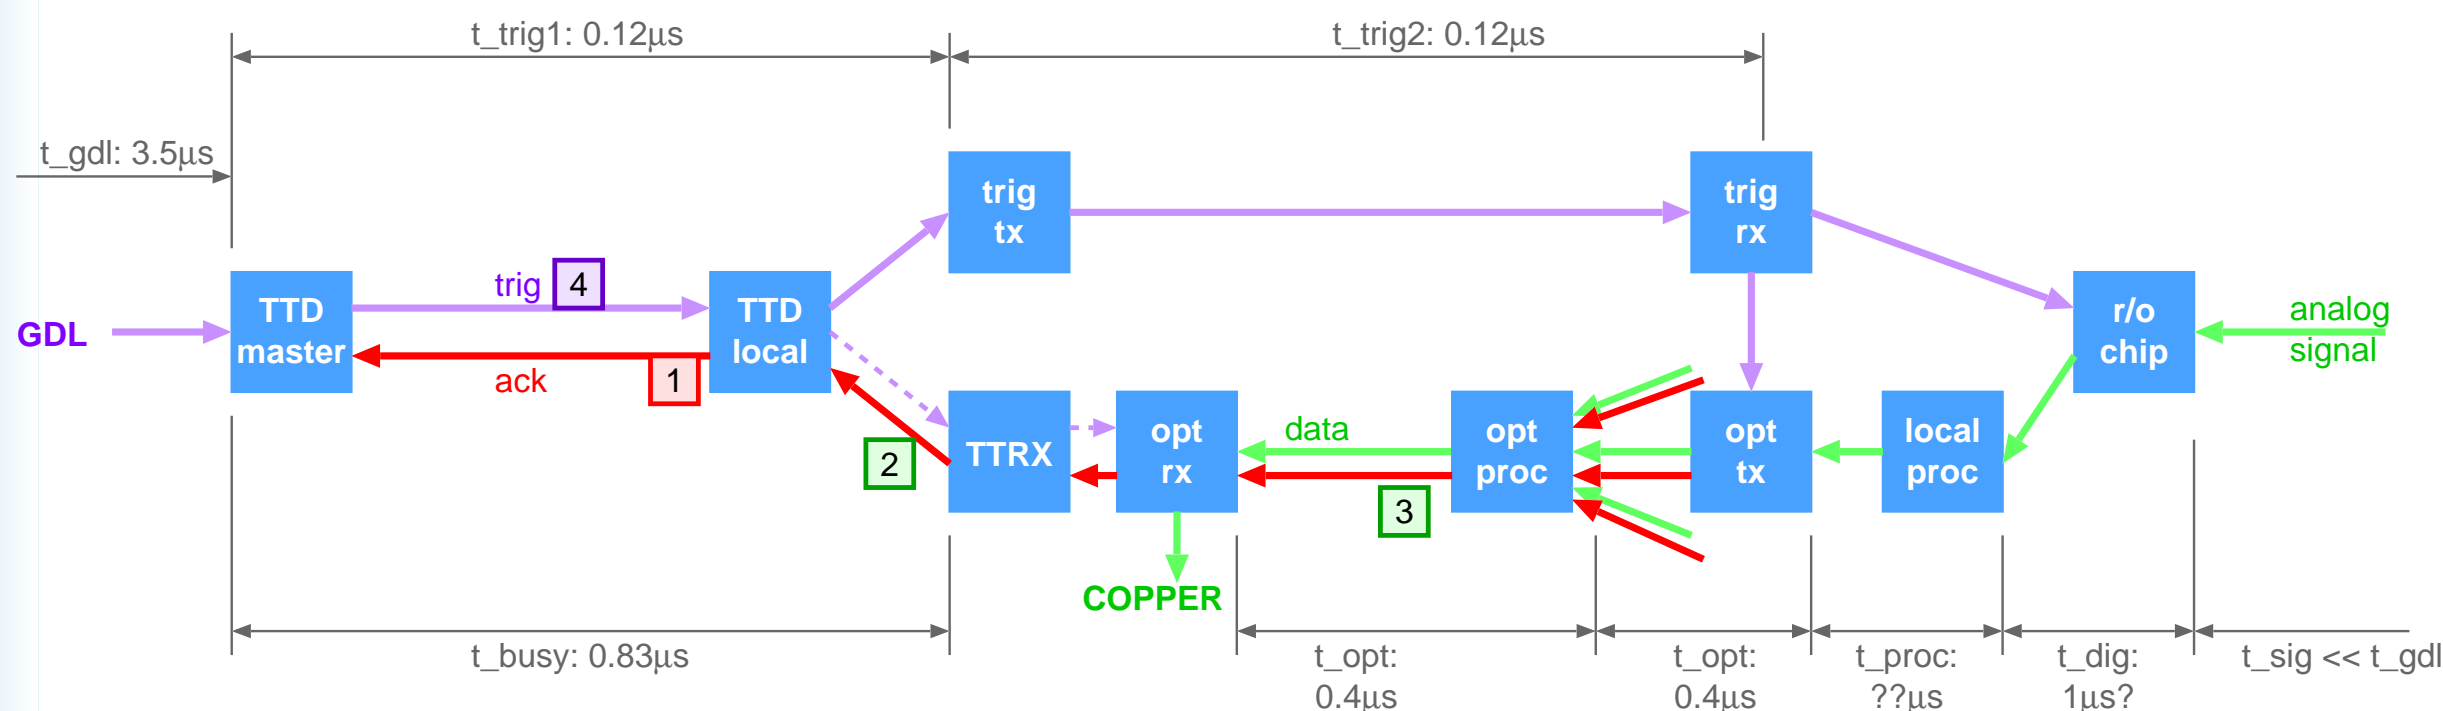 t_trig1: 0.12μs
t_trig2: 0.12μs
t_gdl: 3.5μs
trig
tx
trig
rx
GDL
TTD
master
trig
4
ack
1
TTD
local
r/o
chip
analog
signal
2
TTRX
opt
rx
data
3
opt
proc
opt
tx
local
proc
COPPER
t_busy: 0.83μs
t_opt:
0.4μs
t_opt:
0.4μs
t_proc:
??μs
t_dig:
1μs?
t_sig << t_gdl